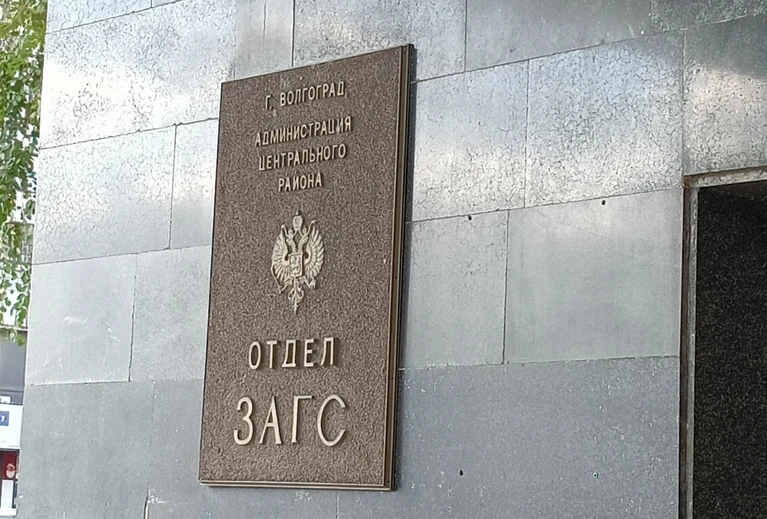 Г. ВОЛГОГРАД
АДМИНИСТРАЦИЯ
ЦЕНТРАЛЬНОГО
РАЙОНА
ОТДЕЛ
ЗАГС